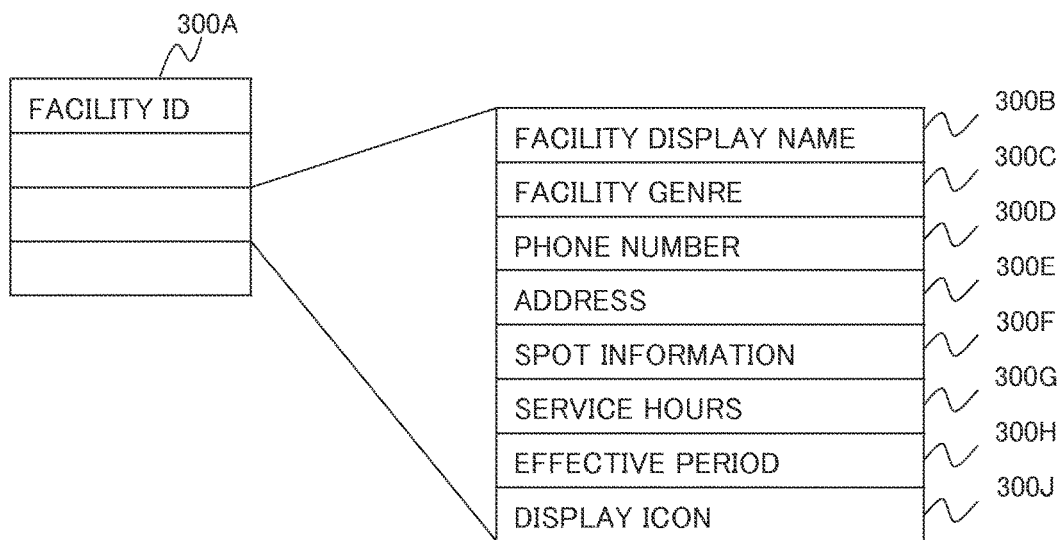 300A
FACILITY ID
FACILITY DISPLAY NAME
300B
FACILITY GENRE
300C
PHONE NUMBER
300D
ADDRESS
300E
SPOT INFORMATION
300F
SERVICE HOURS
300G
EFFECTIVE PERIOD
300H
DISPLAY ICON
300J